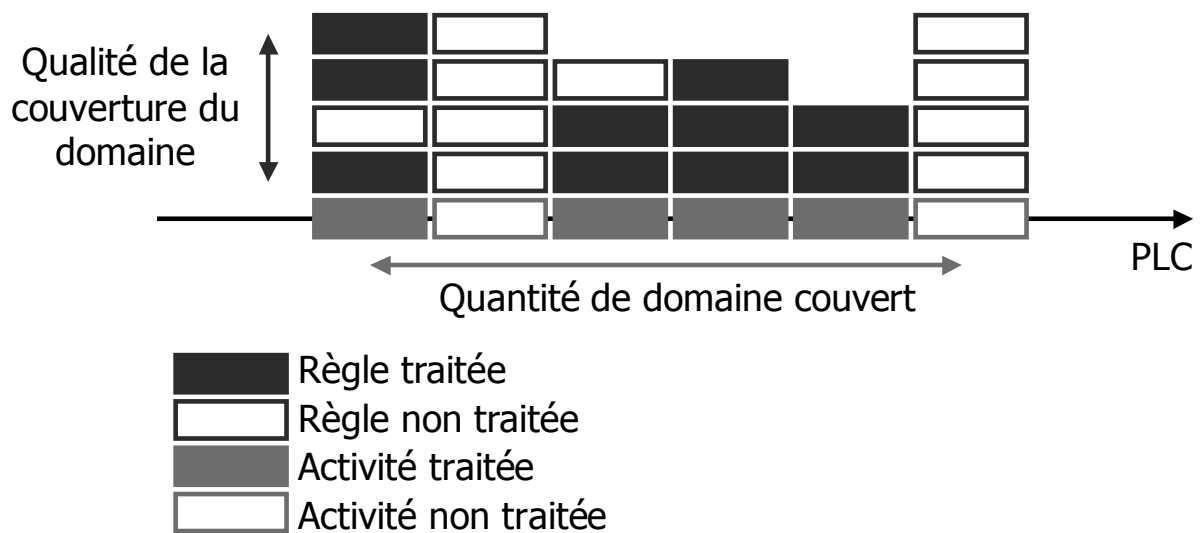 Qualité de la
couverture du
domaine
PLC
Quantité de domaine couvert
Règle traitée
Règle non traitée
Activité traitée
Activité non traitée